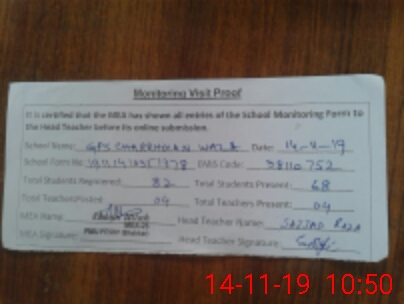 Monitoring Visit Proof
It is certified that the MEA has shown all entries of the School Monitoring Form to
the Head Teacher before its online submission.
School Name: GPS CHARRHOLAN WALA Date: 14-11-19
School Form No: EMIS Code: 38110752
Total Students Registered: 82 Total Students Present: 68
Total Teachers Posted: 04 Total Teachers Present: 04
MEA Name: Head Teacher Name: SAJJAD RAZA
MEA Signature: Head Teacher Signature:
14-11-19 10:50